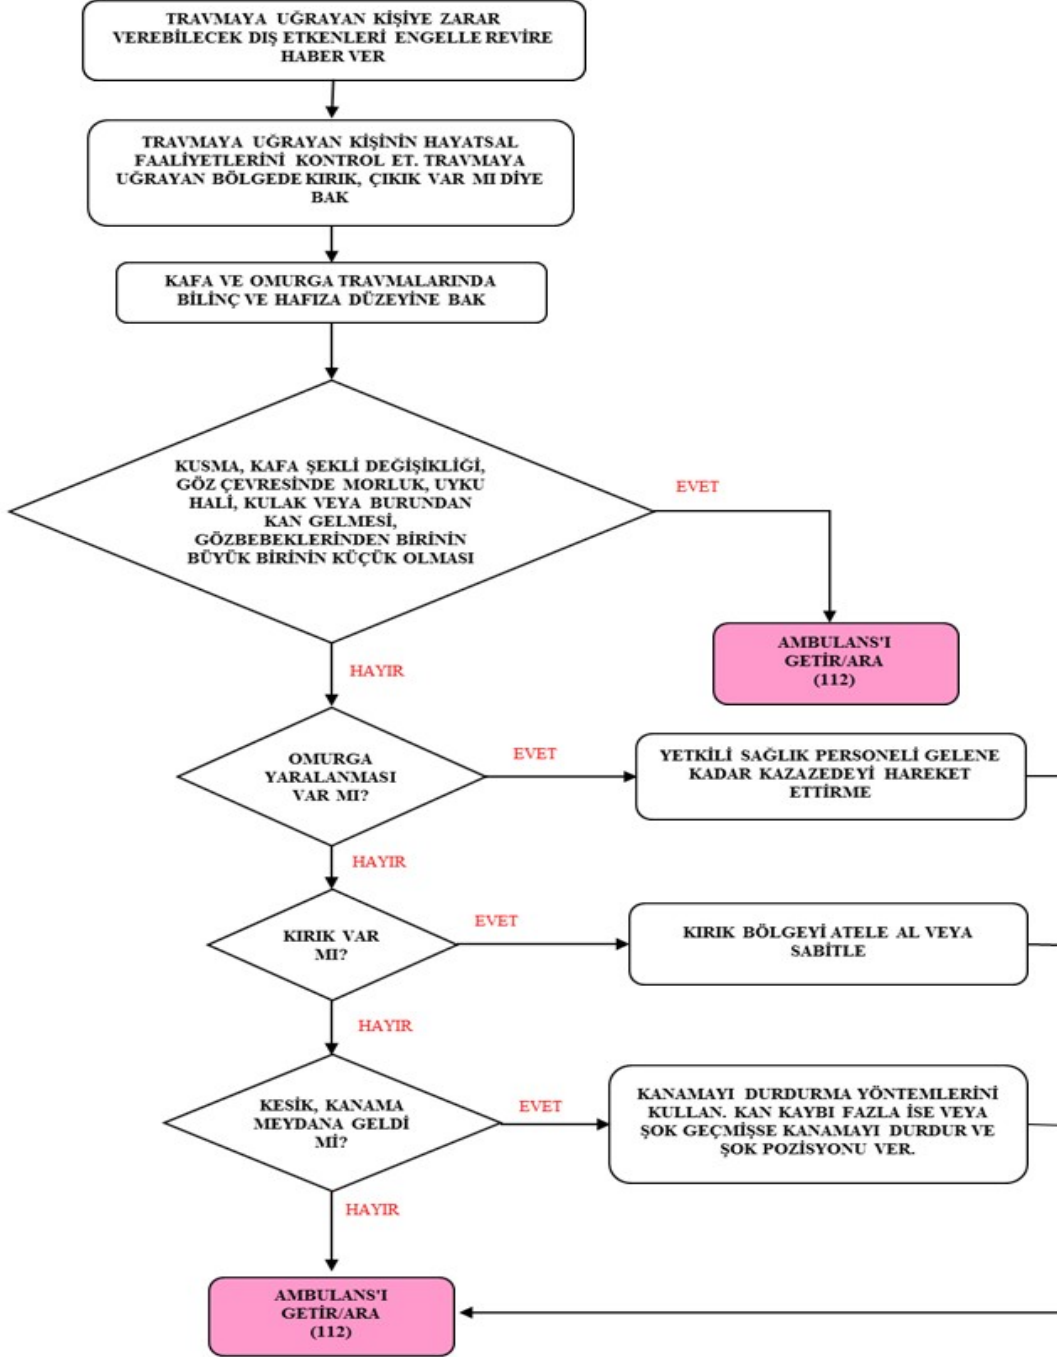 TRAVMAYA UĞRAYAN KİŞİYE ZARAR
VEREBİLECEK DIŞ ETKENLERİ ENGELLE REVİRE
HABER VER
TRAVMAYA UĞRAYAN KİŞİNİN HAYATSAL
FAALİYETLERİNİ KONTROL ET. TRAVMAYA
UĞRAYAN BÖLGEDE KIRIK, ÇIKIK VAR MI DİYE
BAK
KAFA VE OMURGA TRAVMALARINDA
BİLİNÇ VE HAFIZA DÜZEYİNE BAK
KUSMA, KAFA ŞEKLİ DEĞİŞİKLİĞİ,
GÖZ ÇEVRESİNDE MORLUK, UYKU
HALİ, KULAK VEYA BURUNDAN
KAN GELMESİ,
GÖZBEBEKLERİNDEN BİRİNİN
BÜYÜK BİRİNİN KÜÇÜK OLMASI
EVET
AMBULANS'I
GETİR/ARA
(112)
HAYIR
OMURGA
YARALANMASI
VAR MI?
EVET
YETKİLİ SAĞLIK PERSONELİ GELENE
KADAR KAZAZEDEYİ HAREKET
ETTİRME
HAYIR
KIRIK VAR
MI?
EVET
KIRIK BÖLGEYİ ATELE AL VEYA
SABİTLE
HAYIR
KESİK, KANAMA
MEYDANA GELDİ
Mİ?
EVET
KANAMAYI DURDURMA YÖNTEMLERİNİ
KULLAN. KAN KAYBI FAZLA İSE VEYA
ŞOK GEÇMİŞSE KANAMAYI DURDUR VE
ŞOK POZİSYONU VER.
HAYIR
AMBULANS'I
GETİR/ARA
(112)